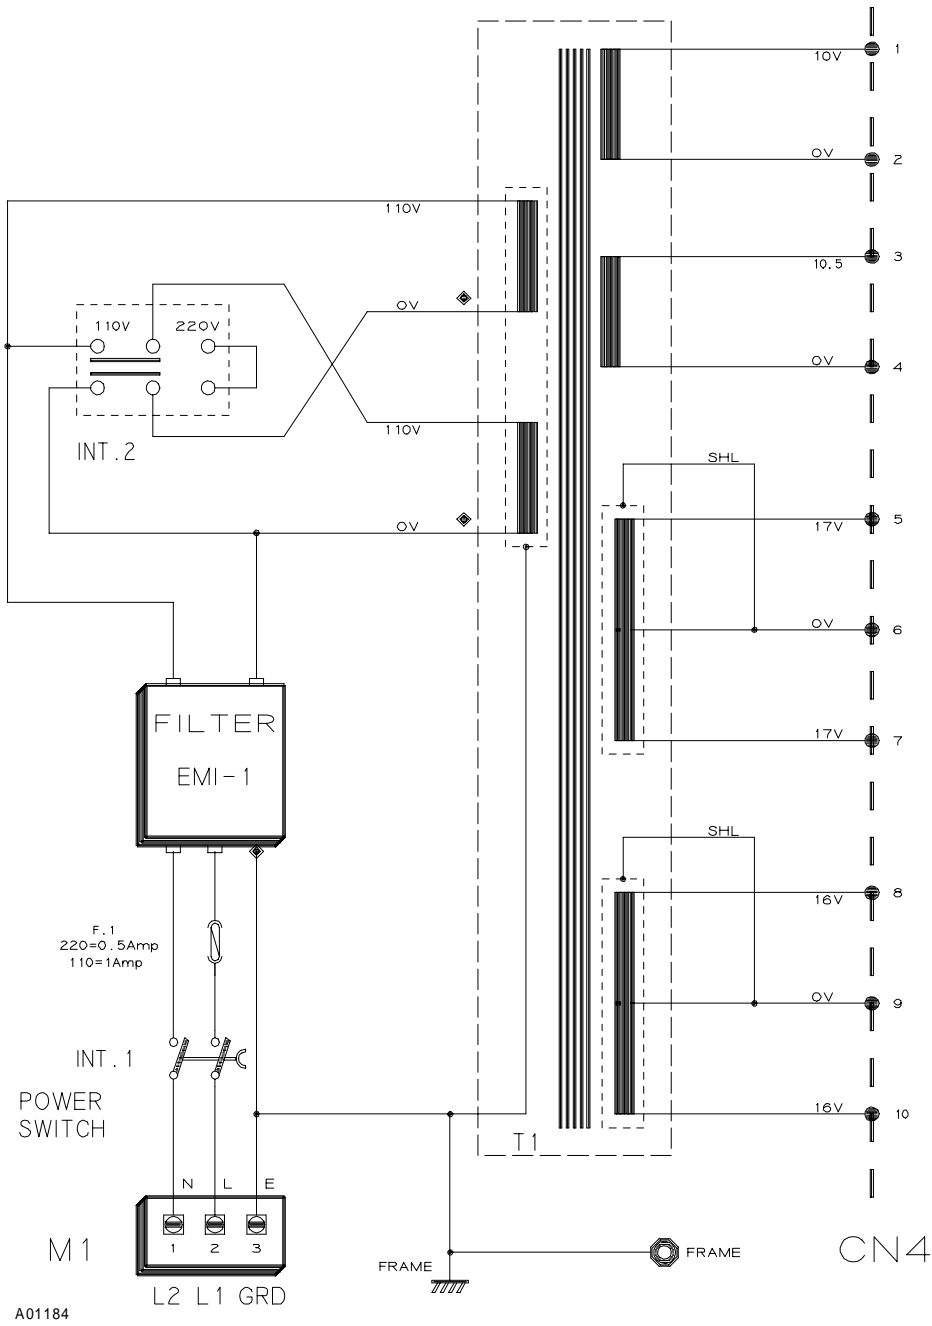 10V
1
0V
2
110V
10.5
3
0V
110V
220V
0V
4
INT.2
110V
SHL
0V
17V
5
0V
6
FILTER
EMI-1
17V
7
SHL
16V
8
F.1
220=0.5Amp
110=1Amp
0V
9
INT.1
POWER
SWITCH
16V
10
T1
N
L
E
M1
1
2
3
FRAME
FRAME
CN4
L2
L1
GRD
A01184